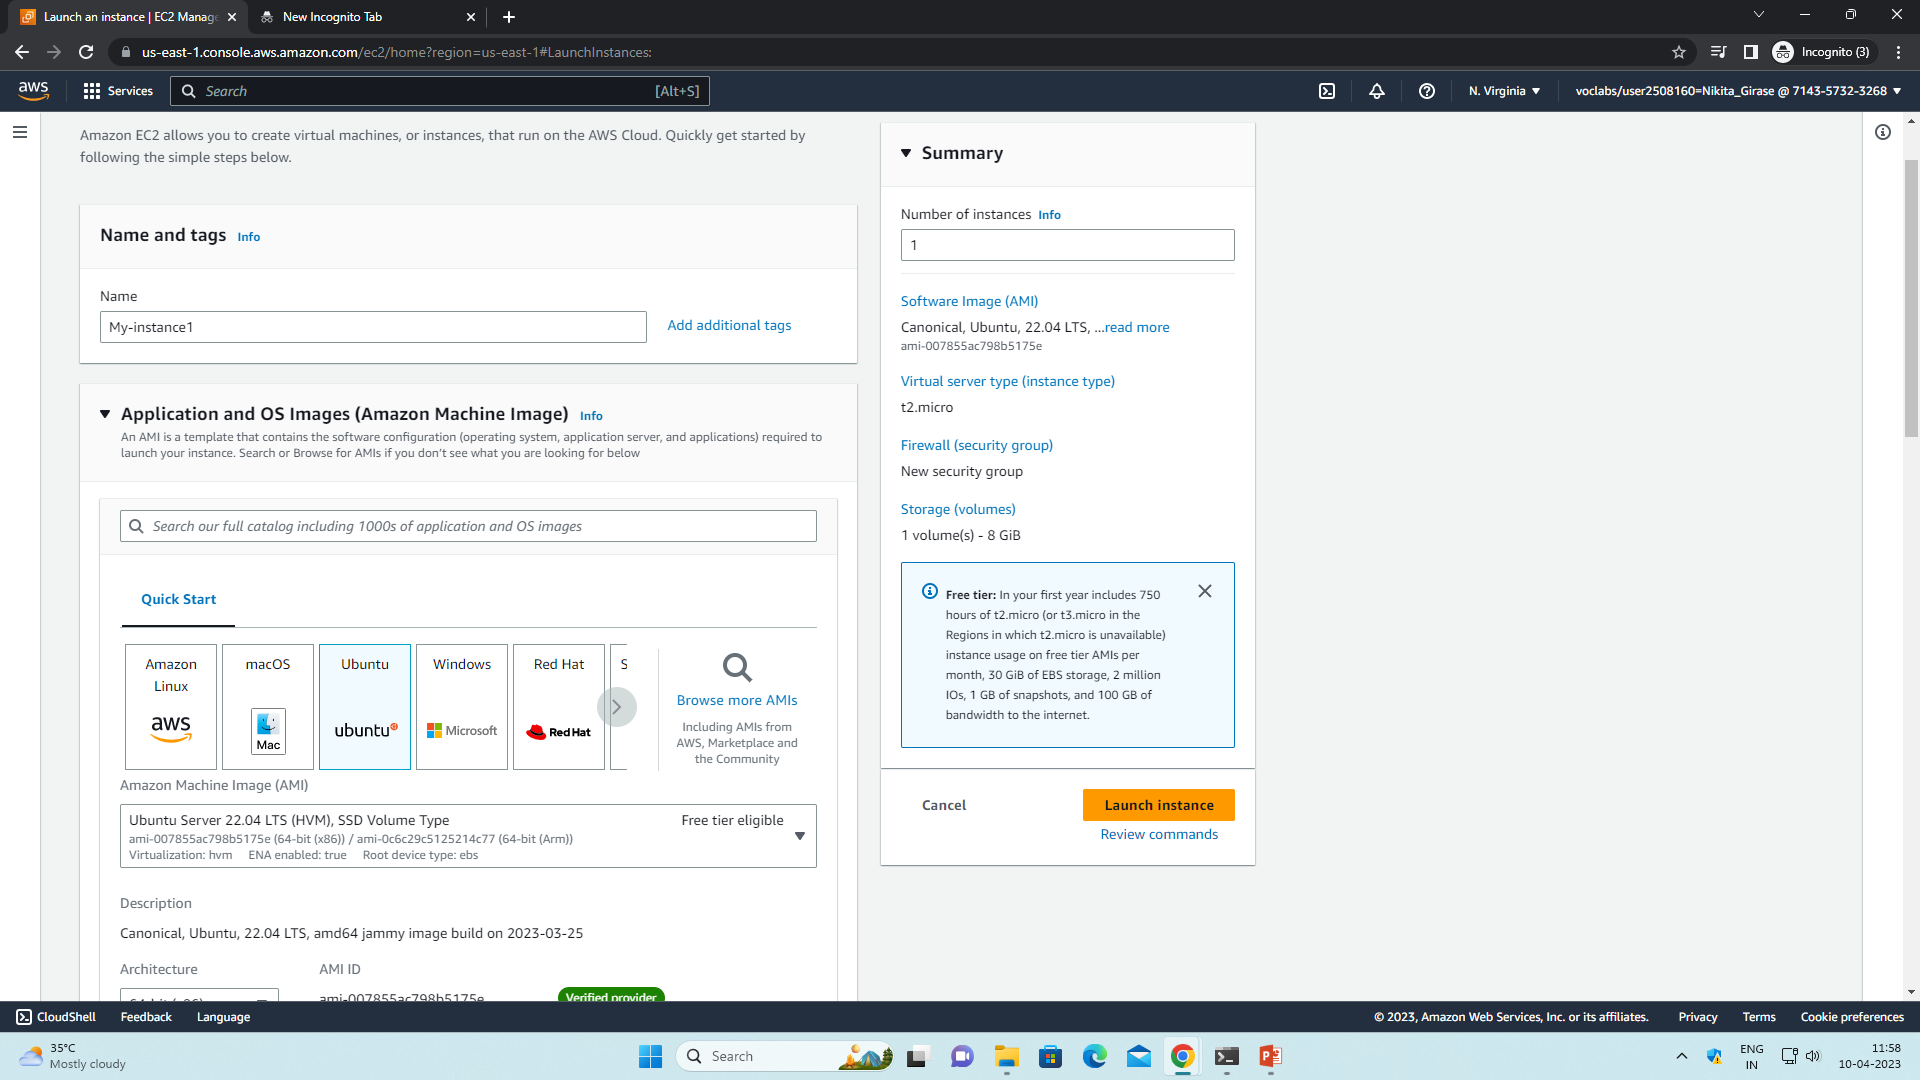 Launch an instance | EC2 Manage
New Incognito Tab
us-east-1.console.aws.amazon.com/ec2/home?region=us-east-1#LaunchInstances:
Incognito (3)
aws
Services
Search
[Alt+S]
N. Virginia
voclabs/user2508160=Nikita_Girase @ 7143-5732-3268
Amazon EC2 allows you to create virtual machines, or instances, that run on the AWS Cloud. Quickly get started by
following the simple steps below.
Name and tags Info
Name
My-instance1
Add additional tags
Application and OS Images (Amazon Machine Image) Info
An AMI is a template that contains the software configuration (operating system, application server, and applications) required to
launch your instance. Search or Browse for AMIs if you don't see what you are looking for below
Search our full catalog including 1000s of application and OS images
Quick Start
Amazon
Linux
aws
macOS
Mac
Ubuntu
ubuntu
Windows
Microsoft
Red Hat
Red Hat
S
Browse more AMIs
Including AMIs from
AWS, Marketplace and
the Community
Amazon Machine Image (AMI)
Ubuntu Server 22.04 LTS (HVM), SSD Volume Type
Free tier eligible
ami-007855ac798b5175e (64-bit (x86)) / ami-0c6c29c5125214c77 (64-bit (Arm))
Virtualization: hvm ENA enabled: true Root device type: ebs
Description
Canonical, Ubuntu, 22.04 LTS, amd64 jammy image build on 2023-03-25
Architecture
AMI ID
64-bit (x86)
ami-007855ac798b5175e
Verified provider
Summary
Number of instances Info
1
Software Image (AMI)
Canonical, Ubuntu, 22.04 LTS, ...read more
ami-007855ac798b5175e
Virtual server type (instance type)
t2.micro
Firewall (security group)
New security group
Storage (volumes)
1 volume(s) - 8 GiB
Free tier: In your first year includes 750
hours of t2.micro (or t3.micro in the
Regions in which t2.micro is unavailable)
instance usage on free tier AMIs per
month, 30 GiB of EBS storage, 2 million
IOs, 1 GB of snapshots, and 100 GB of
bandwidth to the internet.
Cancel
Launch instance
Review commands
CloudShell
Feedback
Language
© 2023, Amazon Web Services, Inc. or its affiliates.
Privacy
Terms
Cookie preferences
35°C
Mostly cloudy
Search
ENG
IN
11:58
10-04-2023